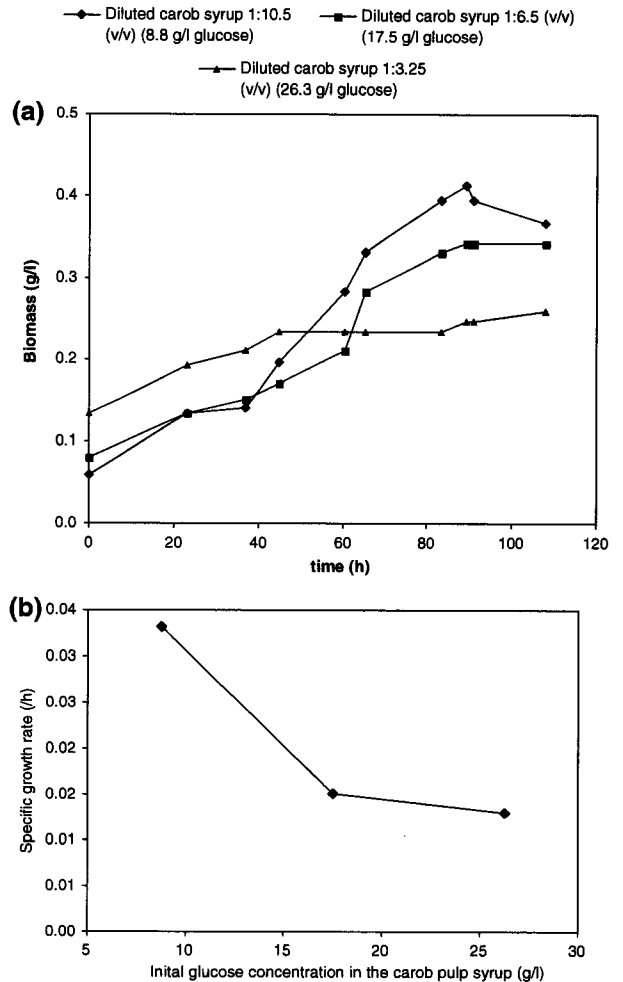 Diluted carob syrup 1:10.5 (v/v) (8.8 g/l glucose)
Diluted carob syrup 1:6.5 (v/v) (17.5 g/l glucose)
Diluted carob syrup 1:3.25 (v/v) (26.3 g/l glucose)
(a)
0.5
0.4
0.3
0.2
0.1
0.0
Biomass (g/l)
0 20 40 60 80 100 120
time (h)
(b)
0.04
0.03
0.03
0.02
0.02
0.01
0.01
0.00
Specific growth rate (/h)
5 10 15 20 25 30
Inital glucose concentration in the carob pulp syrup (g/l)